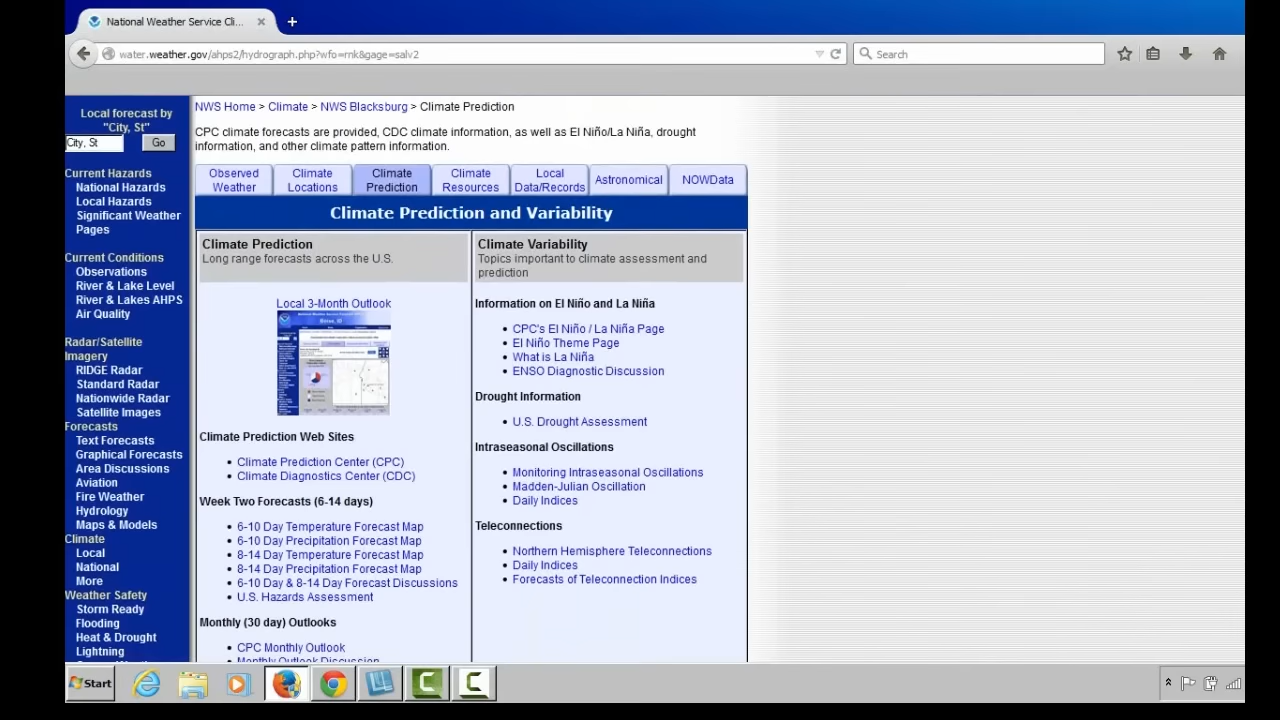 National Weather Service Cli...
water.weather.gov/ahps2/hydrograph.php?wfo=rnk&gage=salv2
Search
Local forecast by
"City, St"
City, St
Go
Current Hazards
National Hazards
Local Hazards
Significant Weather
Pages
Current Conditions
Observations
River & Lake Level
River & Lakes AHPS
Air Quality
Radar/Satellite
Imagery
RIDGE Radar
Standard Radar
Nationwide Radar
Satellite Images
Forecasts
Text Forecasts
Graphical Forecasts
Area Discussions
Aviation
Fire Weather
Hydrology
Maps & Models
Climate
Local
National
More
Weather Safety
Storm Ready
Flooding
Heat & Drought
Lightning
NWS Home > Climate > NWS Blacksburg > Climate Prediction
CPC climate forecasts are provided, CDC climate information, as well as El Niño/La Niña, drought
information, and other climate pattern information.
Observed
Weather
Climate
Locations
Climate
Prediction
Climate
Resources
Local
Data/Records
Astronomical
NOWData
Climate Prediction and Variability
Climate Prediction
Long range forecasts across the U.S.
Local 3-Month Outlook
Climate Prediction Web Sites
• Climate Prediction Center (CPC)
• Climate Diagnostics Center (CDC)
Week Two Forecasts (6-14 days)
• 6-10 Day Temperature Forecast Map
• 6-10 Day Precipitation Forecast Map
• 8-14 Day Temperature Forecast Map
• 8-14 Day Precipitation Forecast Map
• 6-10 Day & 8-14 Day Forecast Discussions
• U.S. Hazards Assessment
Monthly (30 day) Outlooks
• CPC Monthly Outlook
• Monthly Outlook Discussion
Climate Variability
Topics important to climate assessment and
prediction
Information on El Niño and La Niña
• CPC's El Niño / La Niña Page
• El Niño Theme Page
• What is La Niña
• ENSO Diagnostic Discussion
Drought Information
• U.S. Drought Assessment
Intraseasonal Oscillations
• Monitoring Intraseasonal Oscillations
• Madden-Julian Oscillation
• Daily Indices
Teleconnections
• Northern Hemisphere Teleconnections
• Daily Indices
• Forecasts of Teleconnection Indices
Start